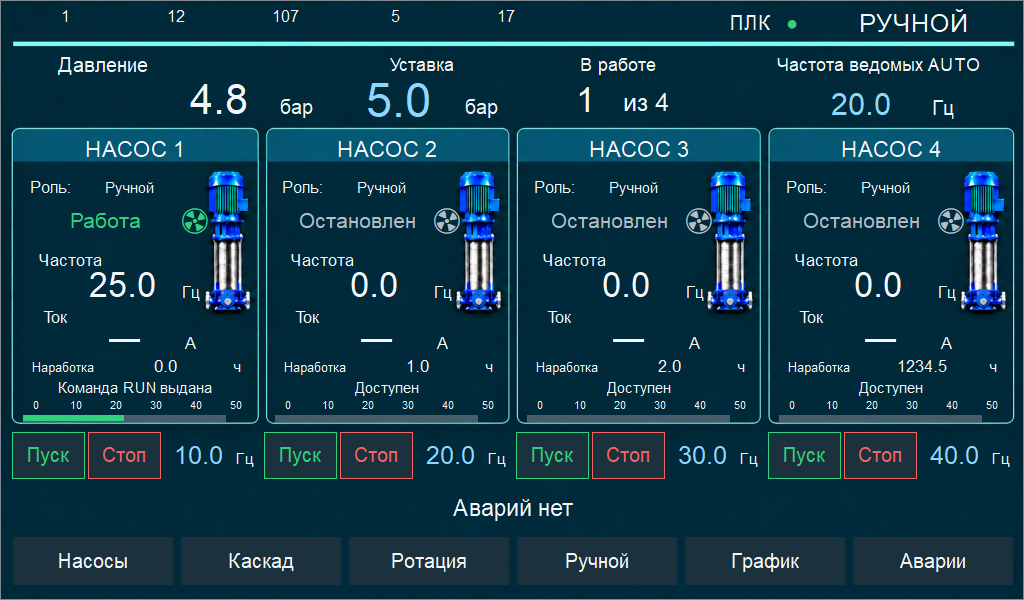 1 12 107 5 17
ПЛК РУЧНОЙ
Давление Уставка В работе Частота ведомых AUTO
4.8 бар 5.0 бар 1 из 4 20.0 Гц
НАСОС 1 НАСОС 2 НАСОС 3 НАСОС 4
Роль: Ручной Роль: Ручной Роль: Ручной Роль: Ручной
Работа Остановлен Остановлен Остановлен
Частота Частота Частота Частота
25.0 Гц 0.0 Гц 0.0 Гц 0.0 Гц
Ток Ток Ток Ток
— А — А — А — А
Наработка 0.0 ч Наработка 1.0 ч Наработка 2.0 ч Наработка 1234.5 ч
Команда RUN выдана Доступен Доступен Доступен
0 10 20 30 40 50 0 10 20 30 40 50 0 10 20 30 40 50 0 10 20 30 40 50
Пуск Стоп 10.0 Гц Пуск Стоп 20.0 Гц Пуск Стоп 30.0 Гц Пуск Стоп 40.0 Гц
Аварий нет
Насосы Каскад Ротация Ручной График Аварии